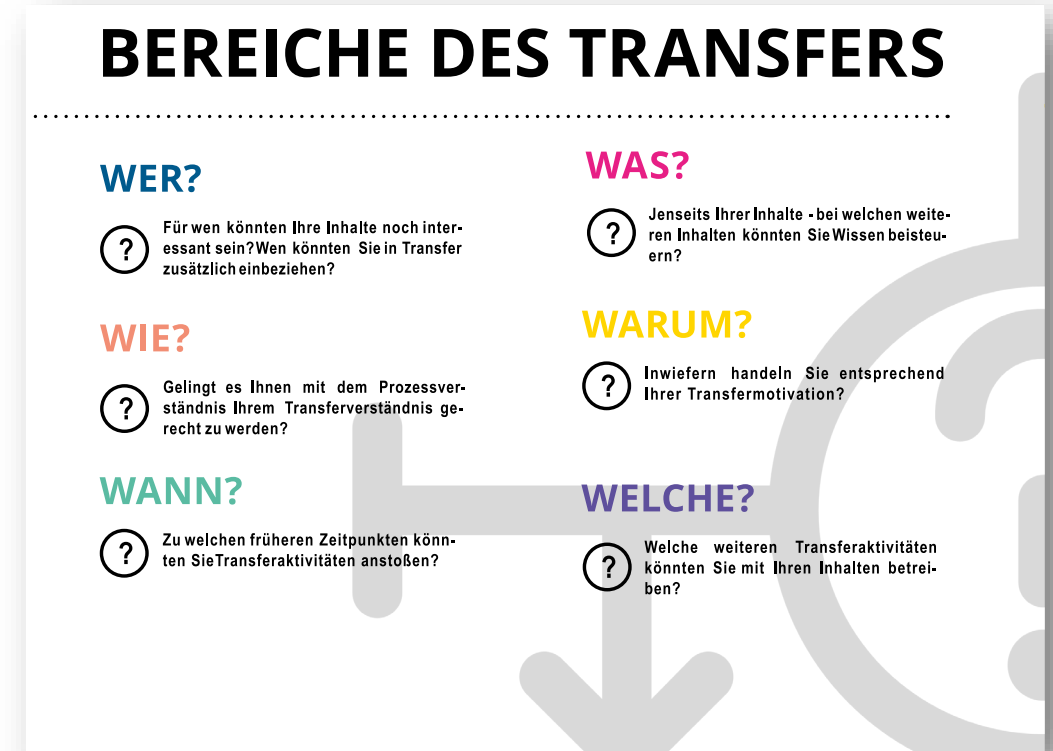 BEREICHE DES TRANSFERS
WER?
?
Für wen könnten Ihre Inhalte noch inter-
essant sein? Wen könnten Sie in Transfer
zusätzlich einbeziehen?
WAS?
?
Jenseits Ihrer Inhalte - bei welchen weite-
ren Inhalten könnten Sie Wissen beisteu-
ern?
WIE?
?
Gelingt es Ihnen mit dem Prozessver-
ständnis Ihrem Transferverständnis ge-
recht zu werden?
WARUM?
?
Inwiefern handeln Sie entsprechend
Ihrer Transfermotivation?
WANN?
?
Zu welchen früheren Zeitpunkten könn-
ten Sie Transferaktivitäten anstoßen?
WELCHE?
?
Welche weiteren Transferaktivitäten
könnten Sie mit Ihren Inhalten betrei-
ben?